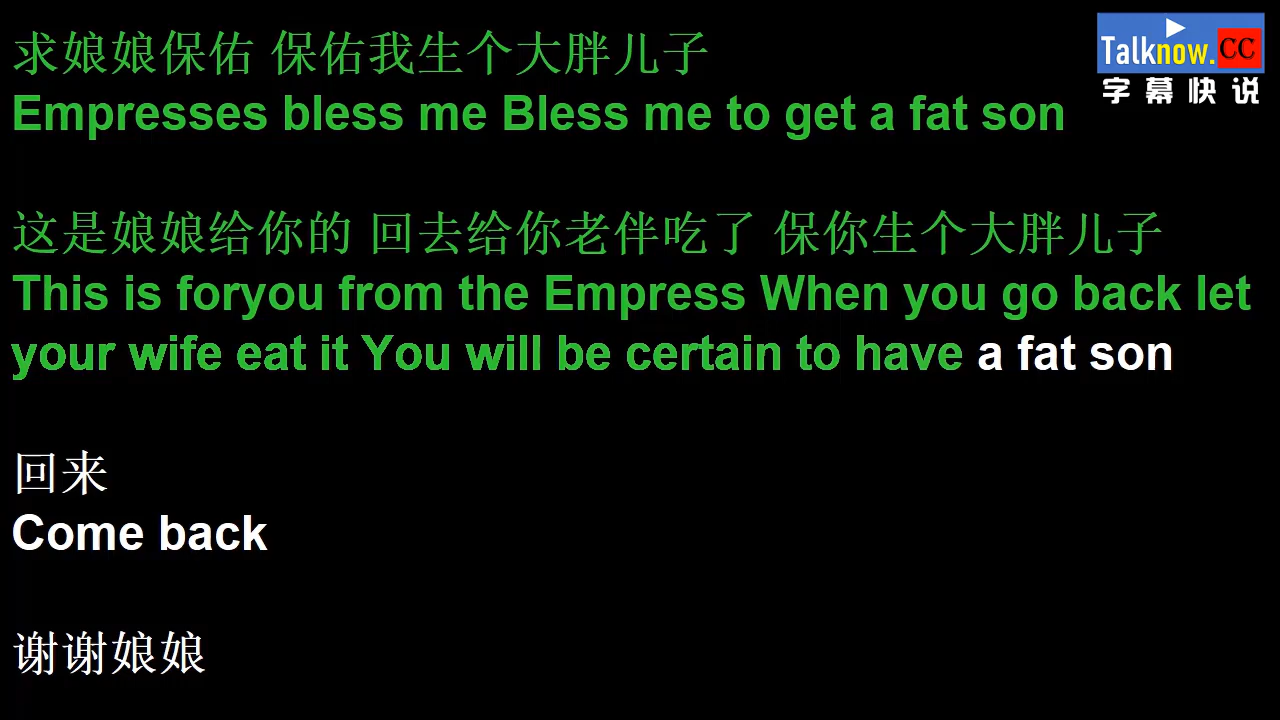 求娘娘保佑 保佑我生个大胖儿子
Empresses bless me Bless me to get a fat son
这是娘娘给你的 回去给你老伴吃了 保你生个大胖儿子
This is foryou from the Empress When you go back let
your wife eat it You will be certain to have a fat son
回来
Come back
谢谢娘娘
Talknow.CC
字幕快说